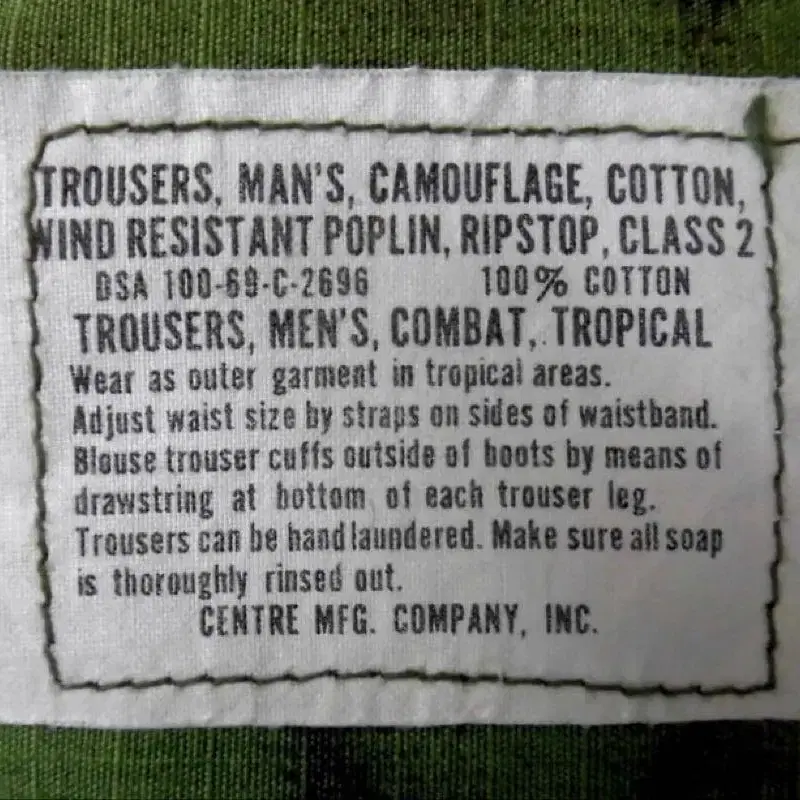 TROUSERS, MAN'S, CAMOUFLAGE, COTTON,
WIND RESISTANT POPLIN, RIPSTOP, CLASS 2
DSA 100-69-C-2696 100% COTTON
TROUSERS, MEN'S, COMBAT, TROPICAL
Wear as outer garment in tropical areas.
Adjust waist size by straps on sides of waistband.
Blouse trouser cuffs outside of boots by means of
drawstring at bottom of each trouser leg.
Trousers can be hand laundered. Make sure all soap
is thoroughly rinsed out.
CENTRE MFG. COMPANY, INC.